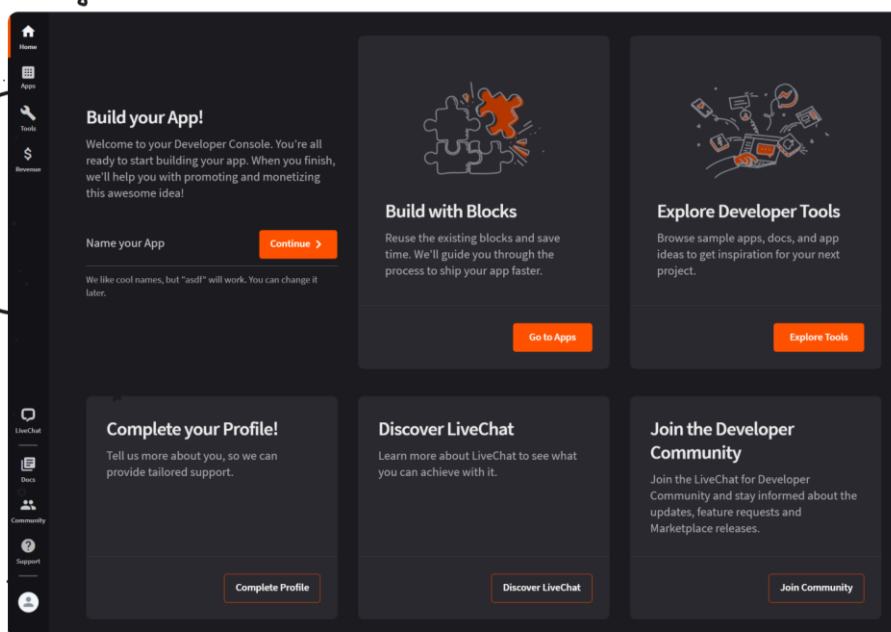 Home
Apps
Tools
$
Revenue
LiveChat
Docs
Community
?
Support
Build your App!
Welcome to your Developer Console. You're all
ready to start building your app. When you finish,
we'll help you with promoting and monetizing
this awesome idea!
Name your App
Continue >
We like cool names, but "asdf" will work. You can change it
later.
Build with Blocks
Reuse the existing blocks and save
time. We'll guide you through the
process to ship your app faster.
Go to Apps
Explore Developer Tools
Browse sample apps, docs, and app
ideas to get inspiration for your next
project.
Explore Tools
Complete your Profile!
Tell us more about you, so we can
provide tailored support.
Complete Profile
Discover LiveChat
Learn more about LiveChat to see what
you can achieve with it.
Discover LiveChat
Join the Developer
Community
Join the LiveChat for Developer
Community and stay informed about the
updates, feature requests and
Marketplace releases.
Join Community